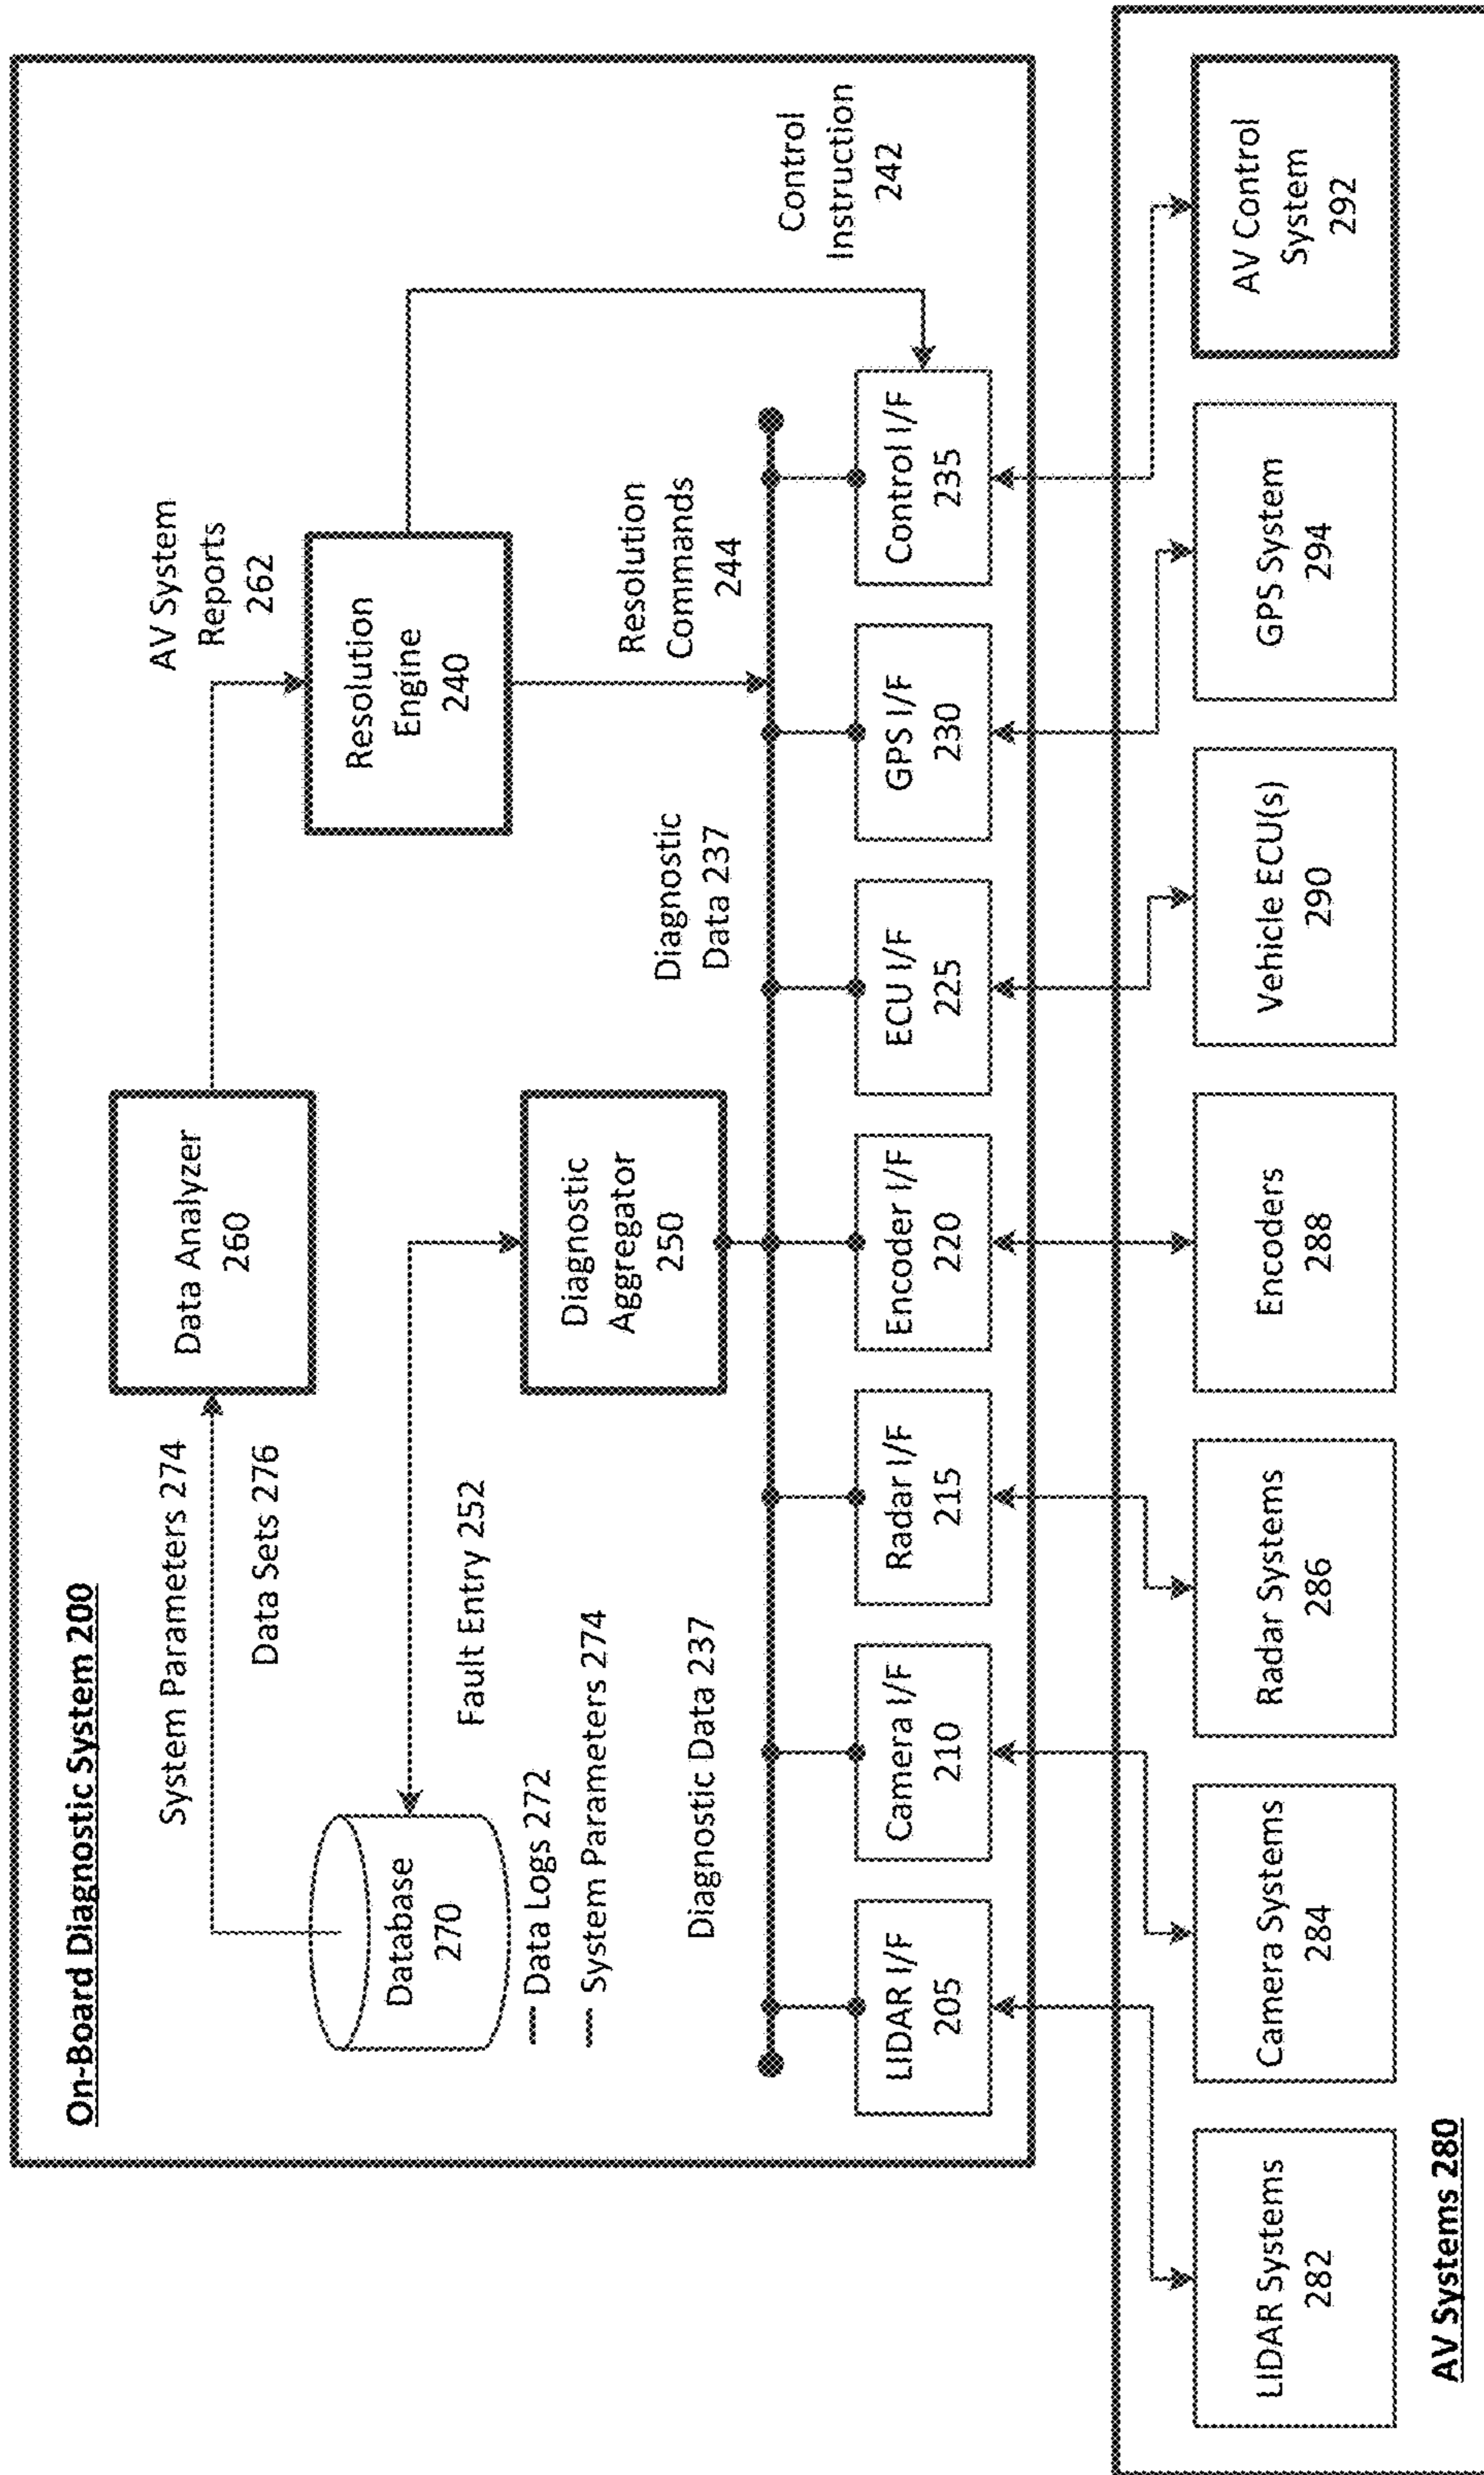 On-Board Diagnostic System 200
System Parameters 274
Data Sets 276
Data Analyzer
260
AV System
Reports
262
Database
270
Data Logs 272
System Parameters 274
Fault Entry 252
Diagnostic
Aggregator
250
Resolution
Engine
240
Control
Instruction
242
Resolution
Commands
244
Diagnostic Data 237
Diagnostic
Data 237
LIDAR I/F
205
Camera I/F
210
Radar I/F
215
Encoder I/F
220
ECU I/F
225
GPS I/F
230
Control I/F
235
LIDAR Systems
282
Camera Systems
284
Radar Systems
286
Encoders
288
Vehicle ECU(s)
290
GPS System
294
AV Control
System
292
AV Systems 280